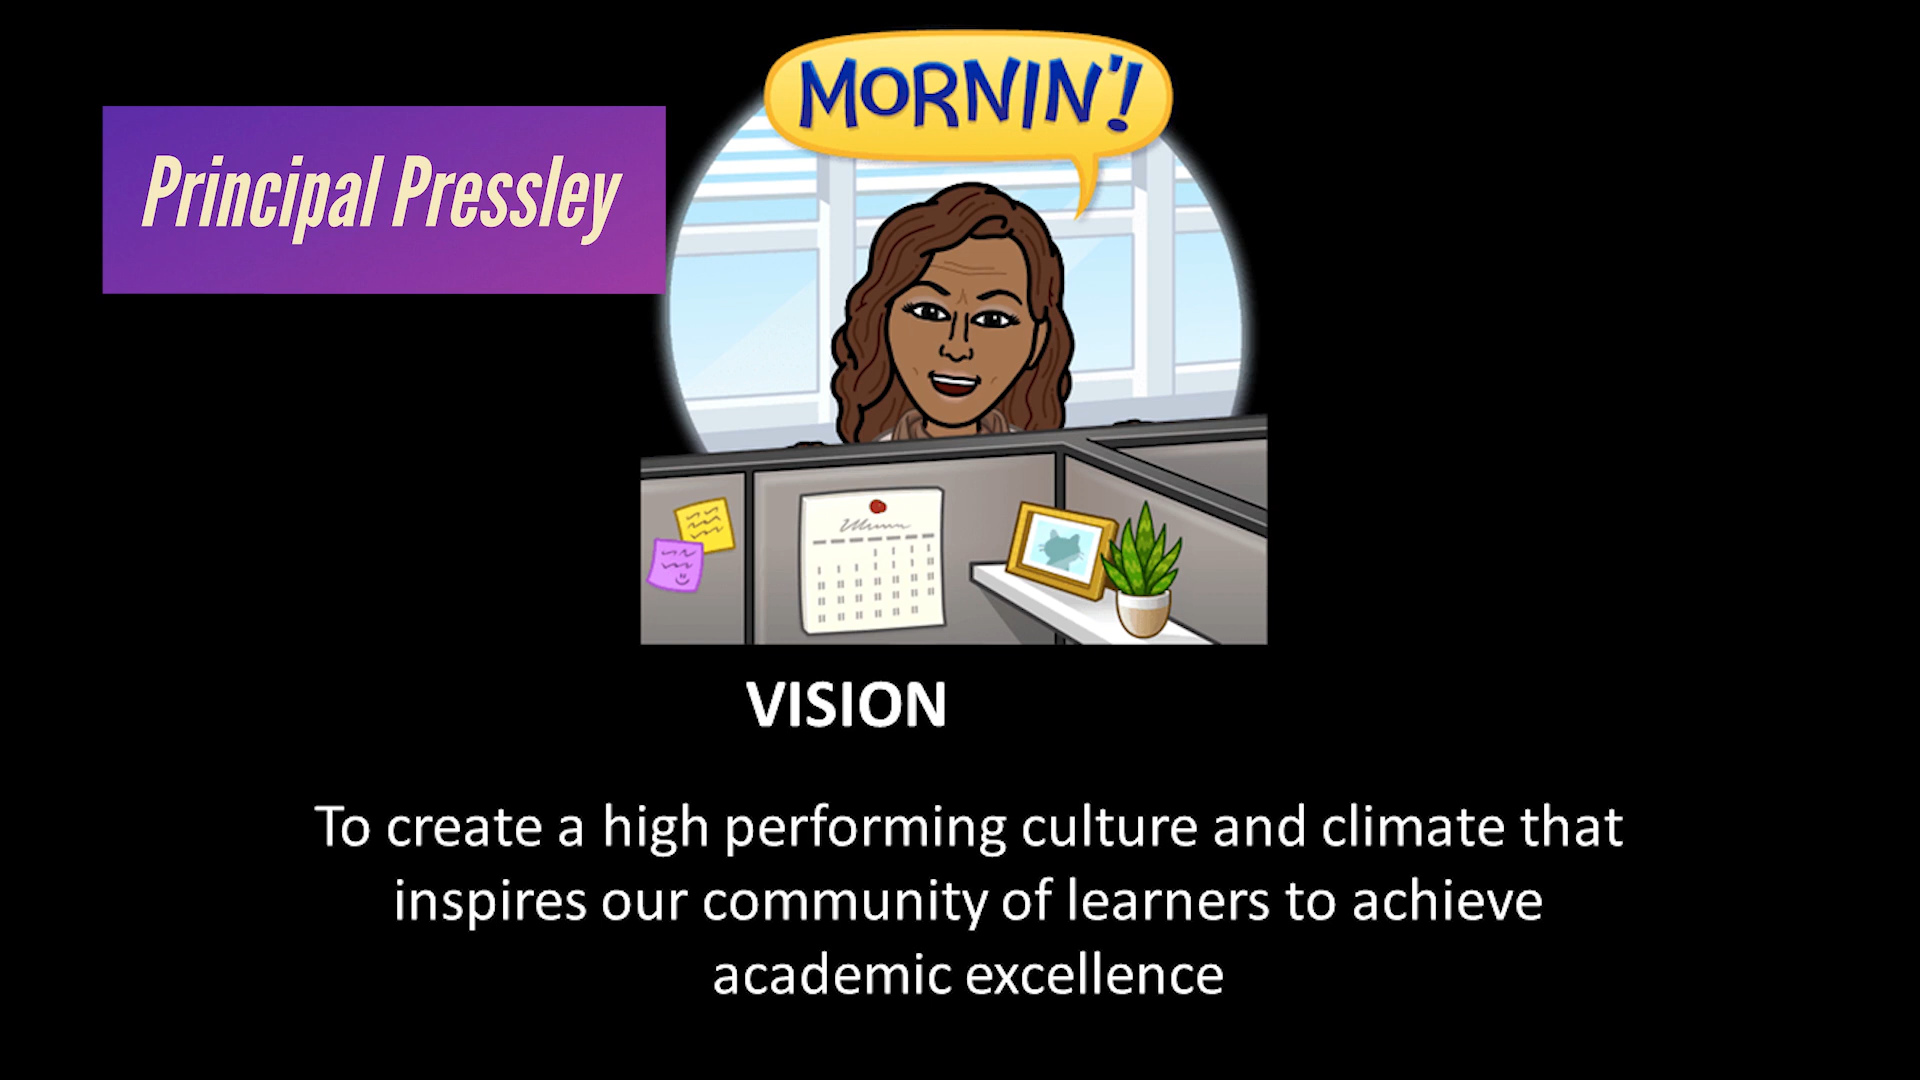 MORNIN'!
Principal Pressley
VISION
To create a high performing culture and climate that
inspires our community of learners to achieve
academic excellence